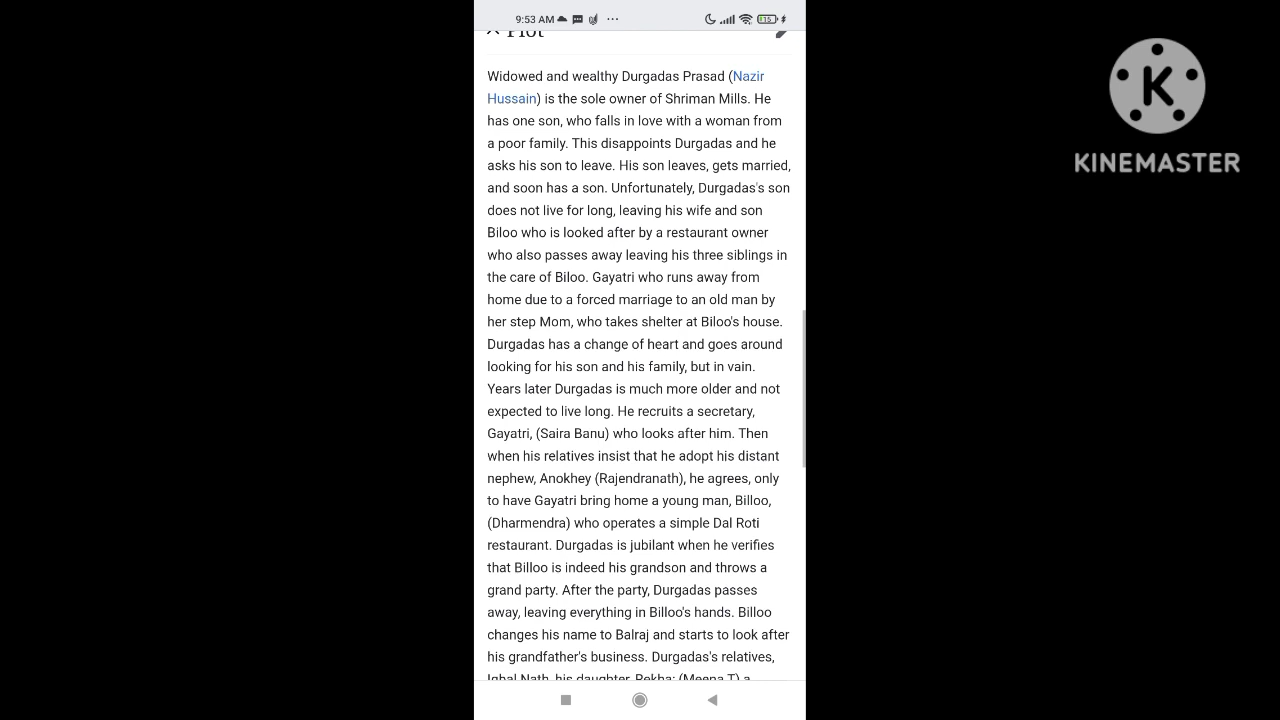 9:53 AM
15
Plot
Widowed and wealthy Durgadas Prasad (Nazir
Hussain) is the sole owner of Shriman Mills. He
has one son, who falls in love with a woman from
a poor family. This disappoints Durgadas and he
asks his son to leave. His son leaves, gets married,
and soon has a son. Unfortunately, Durgadas's son
does not live for long, leaving his wife and son
Biloo who is looked after by a restaurant owner
who also passes away leaving his three siblings in
the care of Biloo. Gayatri who runs away from
home due to a forced marriage to an old man by
her step Mom, who takes shelter at Biloo's house.
Durgadas has a change of heart and goes around
looking for his son and his family, but in vain.
Years later Durgadas is much more older and not
expected to live long. He recruits a secretary,
Gayatri, (Saira Banu) who looks after him. Then
when his relatives insist that he adopt his distant
nephew, Anokhey (Rajendranath), he agrees, only
to have Gayatri bring home a young man, Billoo,
(Dharmendra) who operates a simple Dal Roti
restaurant. Durgadas is jubilant when he verifies
that Billoo is indeed his grandson and throws a
grand party. After the party, Durgadas passes
away, leaving everything in Billoo's hands. Billoo
changes his name to Balraj and starts to look after
his grandfather's business. Durgadas's relatives,
Iqbal Nath, his daughter, Rekha; (Meena T) a
K
KINEMASTER